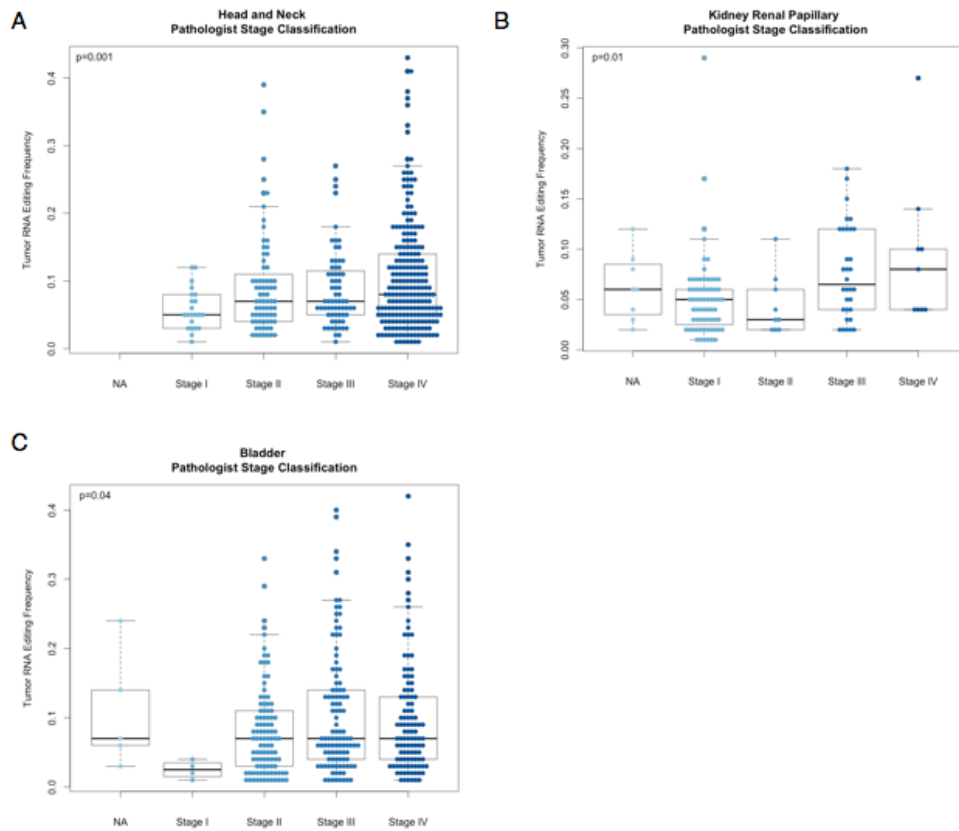 A
Head and Neck
Pathologist Stage Classification
p=0.001
Tumor RNA Editing Frequency
0.4
0.3
0.2
0.1
0.0
NA Stage I Stage II Stage III Stage IV
B
Kidney Renal Papillary
Pathologist Stage Classification
p=0.01
Tumor RNA Editing Frequency
0.30
0.25
0.20
0.15
0.10
0.05
0.00
NA Stage I Stage II Stage III Stage IV
C
Bladder
Pathologist Stage Classification
p=0.04
Tumor RNA Editing Frequency
0.4
0.3
0.2
0.1
0.0
NA Stage I Stage II Stage III Stage IV